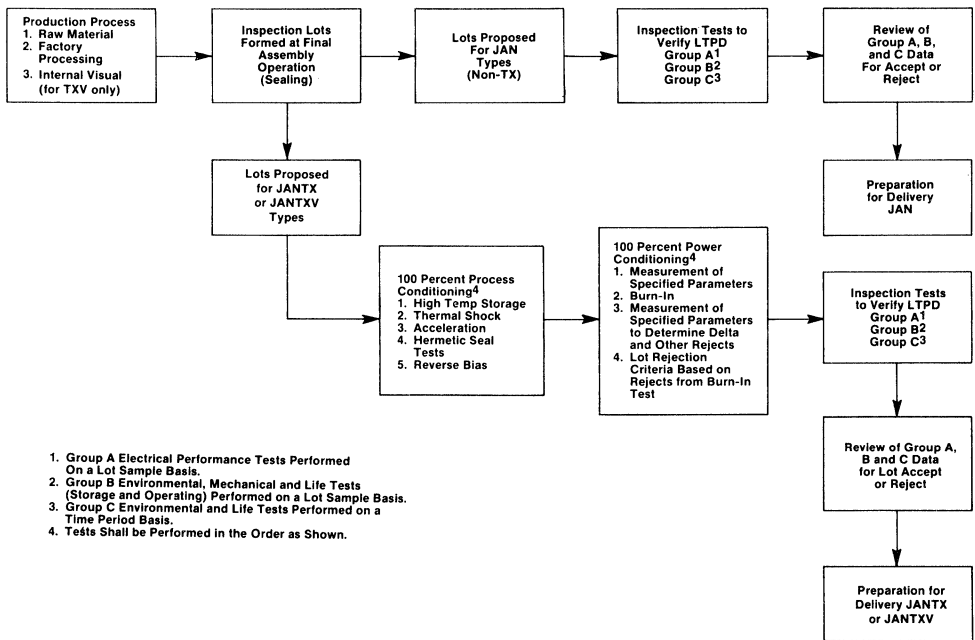 Production Process
1. Raw Material
2. Factory
Processing
3. Internal Visual
(for TXV only)
Inspection Lots
Formed at Final
Assembly
Operation
(Sealing)
Lots Proposed
For JAN
Types
(Non-TX)
Inspection Tests to
Verify LTPD
Group A1
Group B2
Group C3
Review of
Group A, B,
and C Data
For Accept or
Reject
Lots Proposed
for JANTX
or JANTXV
Types
Preparation
for Delivery
JAN
100 Percent Process
Conditioning4
1. High Temp Storage
2. Thermal Shock
3. Acceleration
4. Hermetic Seal
Tests
5. Reverse Bias
100 Percent Power
Conditioning4
1. Measurement of
Specified Parameters
2. Burn-In
3. Measurement of
Specified Parameters
to Determine Delta
and Other Rejects
4. Lot Rejection
Criteria Based on
Rejects from Burn-In
Test
Inspection Tests
to Verify LTPD
Group A1
Group B2
Group C3
Review of Group A,
B and C Data
for Lot Accept
or Reject
Preparation for
Delivery JANTX
or JANTXV
1. Group A Electrical Performance Tests Performed
On a Lot Sample Basis.
2. Group B Environmental, Mechanical and Life Tests
(Storage and Operating) Performed on a Lot Sample Basis.
3. Group C Environmental and Life Tests Performed on a
Time Period Basis.
4. Tests Shall be Performed in the Order as Shown.